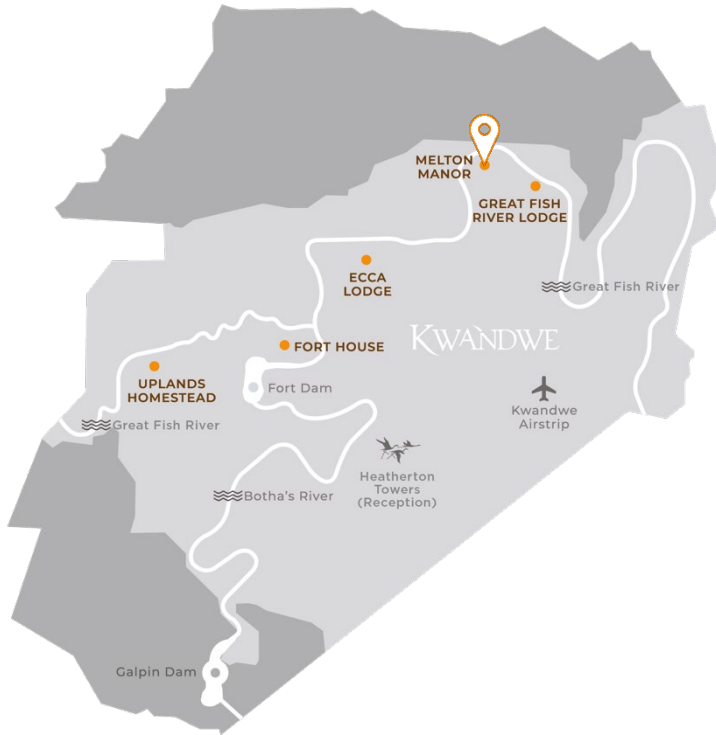 MELTON
MANOR
GREAT FISH
RIVER LODGE
ECCA
LODGE
Great Fish River
KWANDWE
FORT HOUSE
UPLANDS
HOMESTEAD
Fort Dam
Kwandwe
Airstrip
Great Fish River
Heatherton
Towers
(Reception)
Botha's River
Galpin Dam